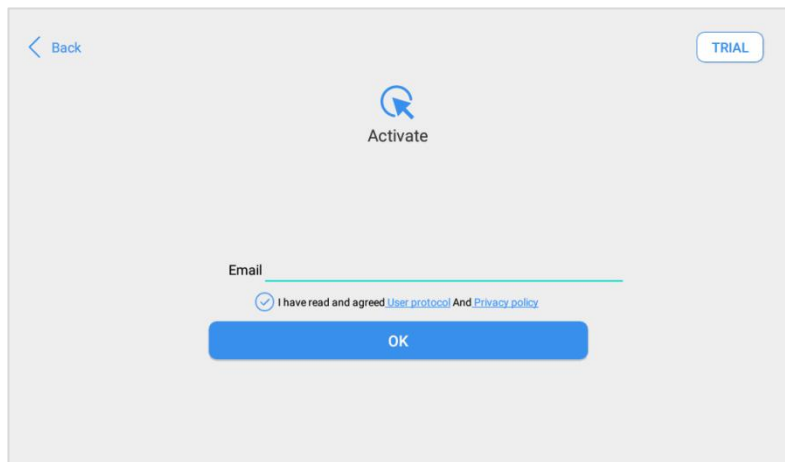 Back
TRIAL
Activate
Email
I have read and agreed User protocol And Privacy policy
OK